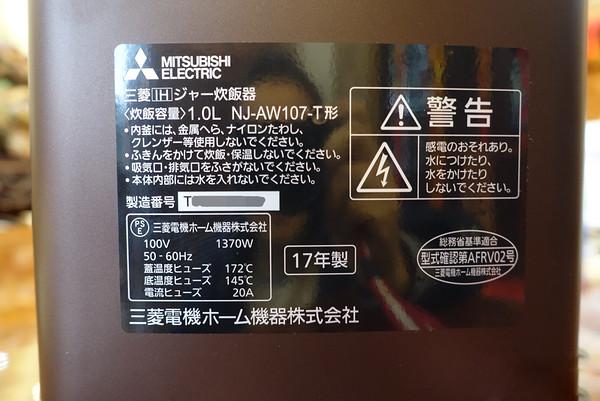 MITSUBISHI
ELECTRIC
三菱IHジャー炊飯器
〈炊飯容量〉1.0L NJ-AW107-T形
・内釜には、金属へら、ナイロンたわし、
クレンザー等使用しないでください。
・ふきんをかけて炊飯・保温しないでください。
・吸気口・排気口をふさがないでください。
・本体内部には水を入れないでください。
製造番号 T
警告
感電のおそれあり。
水につけたり、
水をかけたり
しないでください。
PSE 三菱電機ホーム機器株式会社
100V 1370W
50-60Hz
蓋温度ヒューズ 172℃
底温度ヒューズ 145℃
電流ヒューズ 20A
17年製
総務省基準適合
型式確認第AFRV02号
三菱電機ホーム機器株式会社
三菱電機ホーム機器株式会社